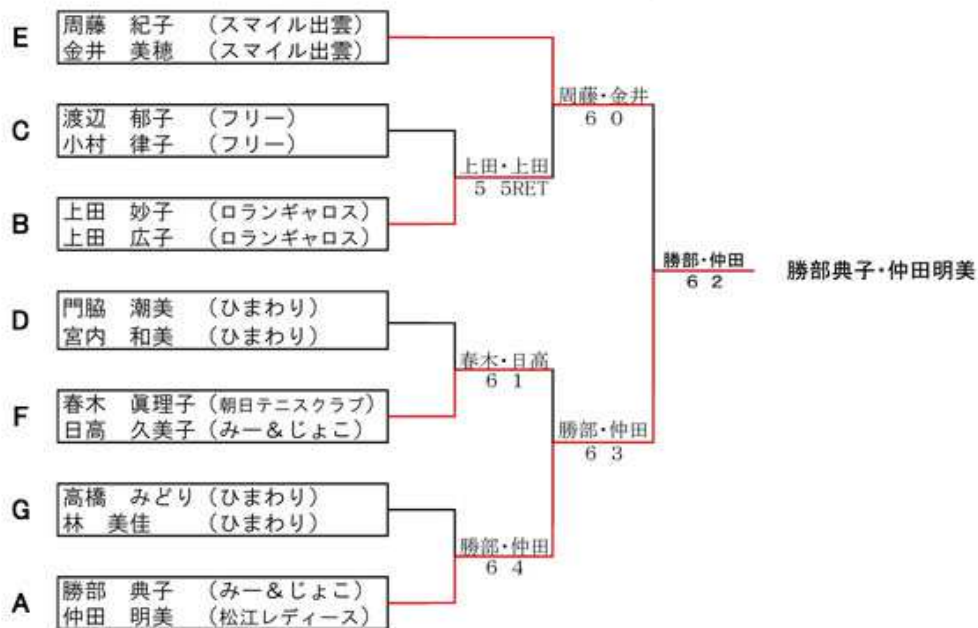 E
周藤　紀子　（スマイル出雲）
金井　美穂　（スマイル出雲）
周藤・金井
6 0
C
渡辺　郁子　（フリー）
小村　律子　（フリー）
上田・上田
5 5RET
B
上田　妙子　（ロランギャロス）
上田　広子　（ロランギャロス）
勝部・仲田
6 2
勝部典子・仲田明美
D
門脇　潮美　（ひまわり）
宮内　和美　（ひまわり）
春木・日高
6 1
F
春木　眞理子（朝日テニスクラブ）
日高　久美子（みー＆じょこ）
勝部・仲田
6 3
G
高橋　みどり（ひまわり）
林　美佳　　（ひまわり）
勝部・仲田
6 4
A
勝部　典子　（みー＆じょこ）
仲田　明美　（松江レディース）